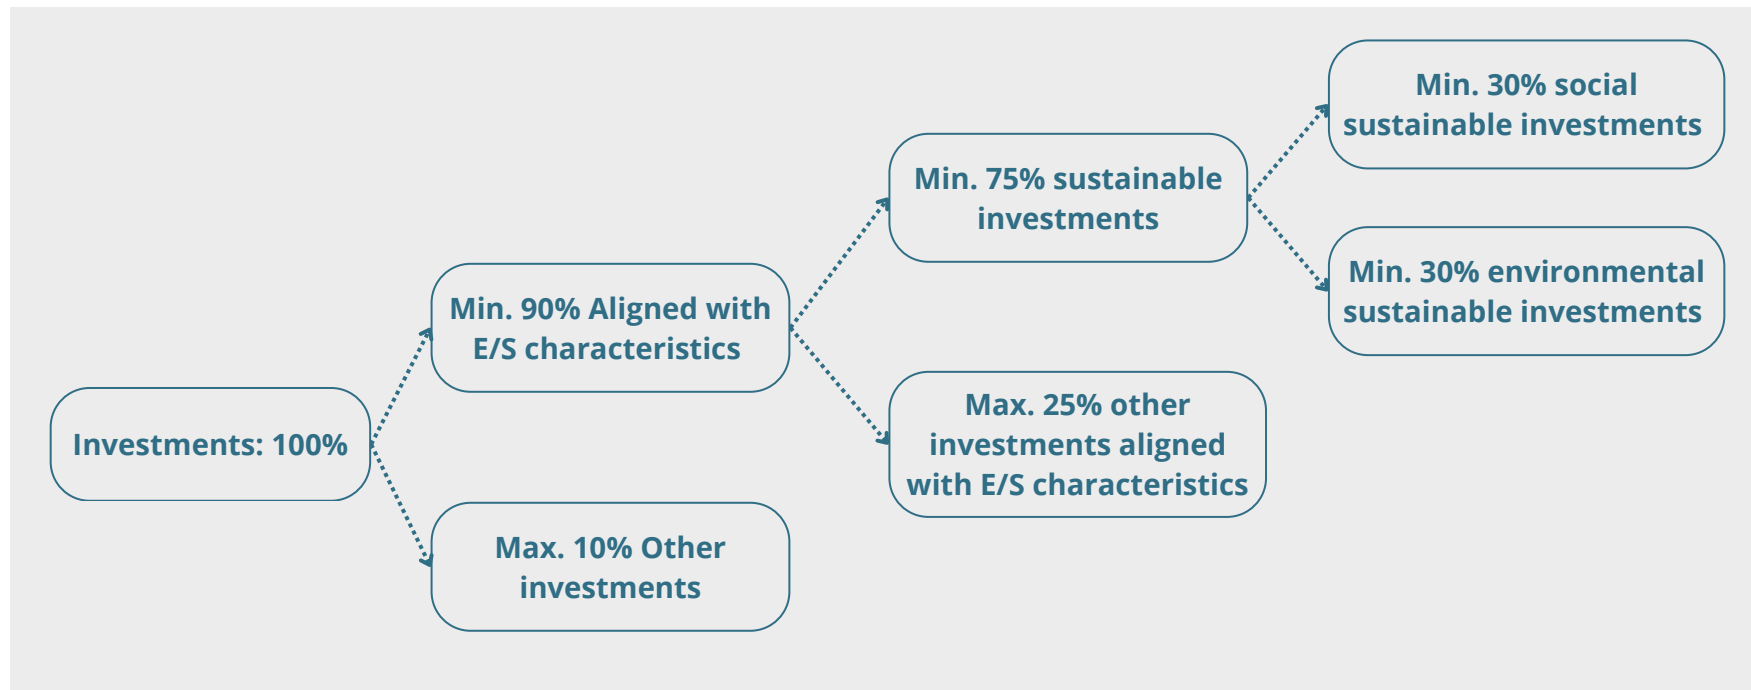 Investments: 100%
Min. 90% Aligned with
E/S characteristics
Max. 10% Other
investments
Min. 75% sustainable
investments
Max. 25% other
investments aligned
with E/S characteristics
Min. 30% social
sustainable investments
Min. 30% environmental
sustainable investments